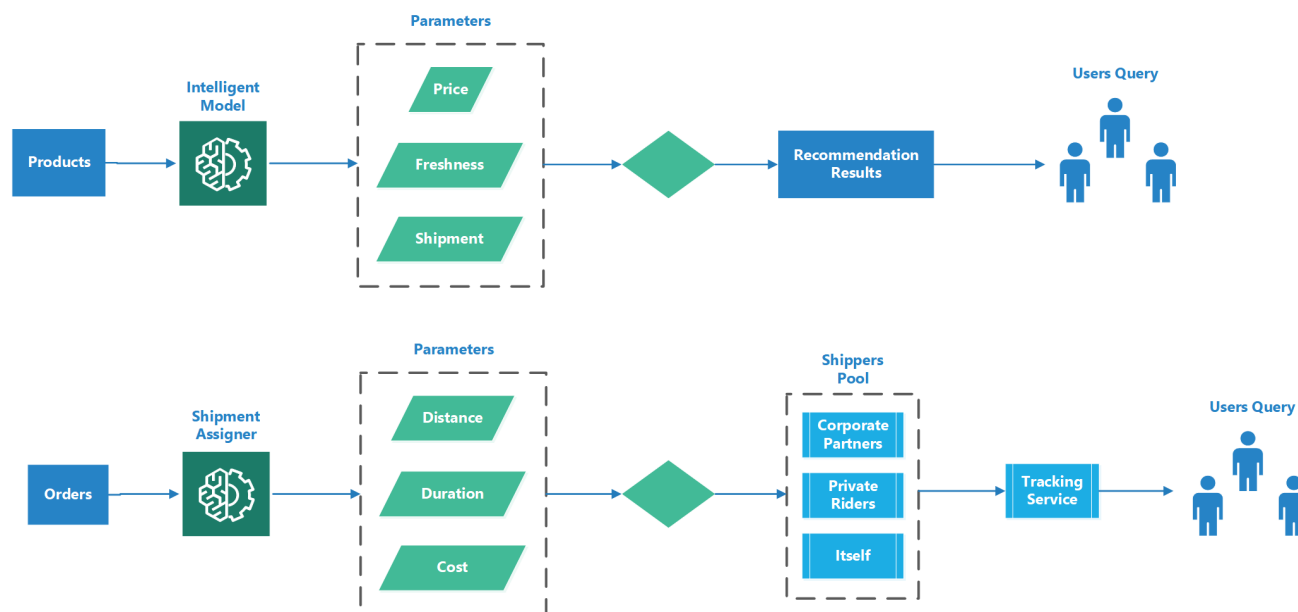 Parameters
Intelligent
Model
Price
Users Query
Products
Freshness
Recommendation
Results
Shipment
Parameters
Shippers
Pool
Shipment
Assigner
Distance
Corporate
Partners
Users Query
Orders
Duration
Private
Riders
Tracking
Service
Cost
Itself